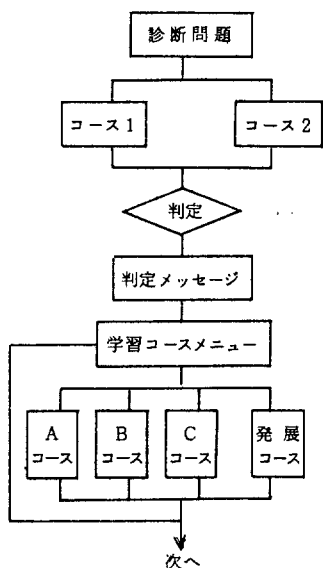 診断問題
コース1
コース2
判定
判定メッセージ
学習コースメニュー
A
コース
B
コース
C
コース
発展
コース
次へ